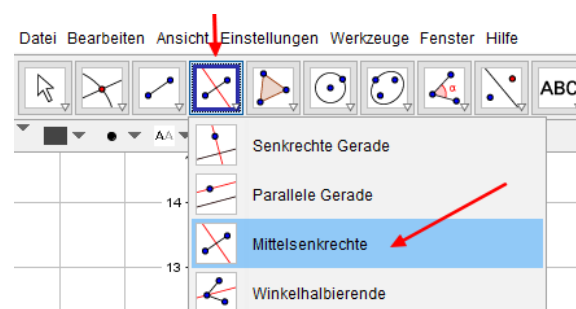 Datei Bearbeiten Ansicht Einstellungen Werkzeuge Fenster Hilfe
α
ABC
AA
Senkrechte Gerade
14
Parallele Gerade
Mittelsenkrechte
13
Winkelhalbierende